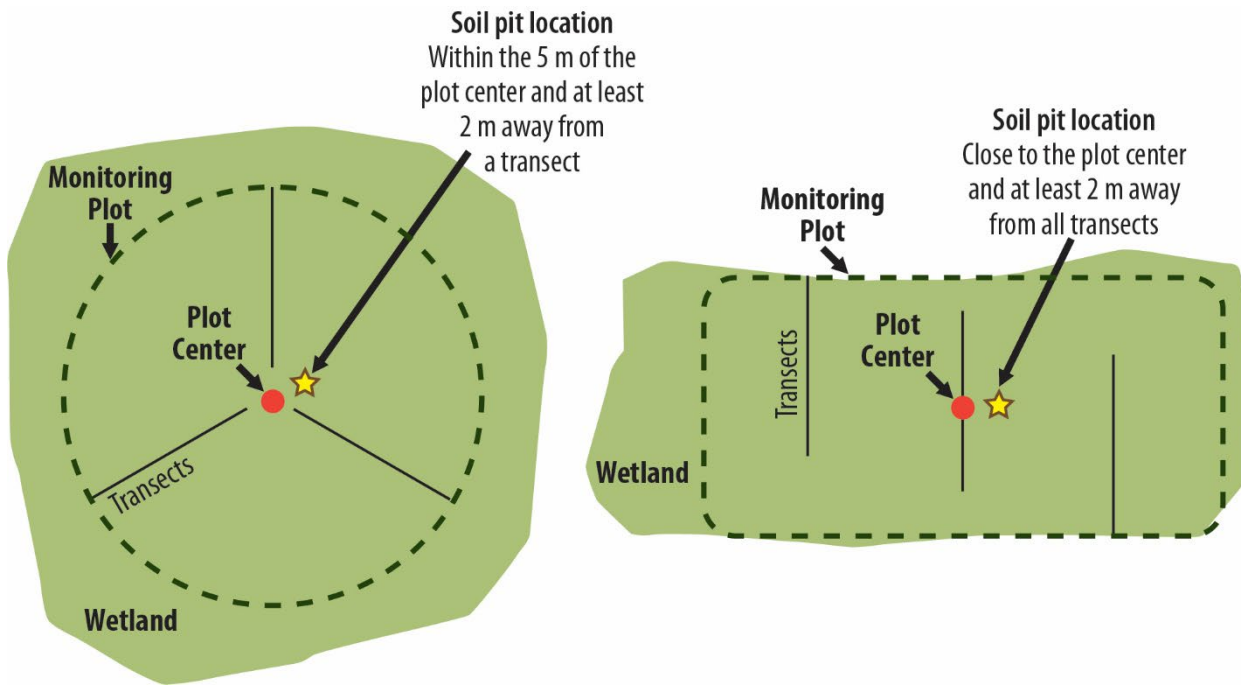 Soil pit location
Within the 5 m of the
plot center and at least
2 m away from
a transect
Monitoring
Plot
Plot
Center
Transects
Wetland
Soil pit location
Close to the plot center
and at least 2 m away
from all transects
Monitoring
Plot
Transects
Plot
Center
Wetland